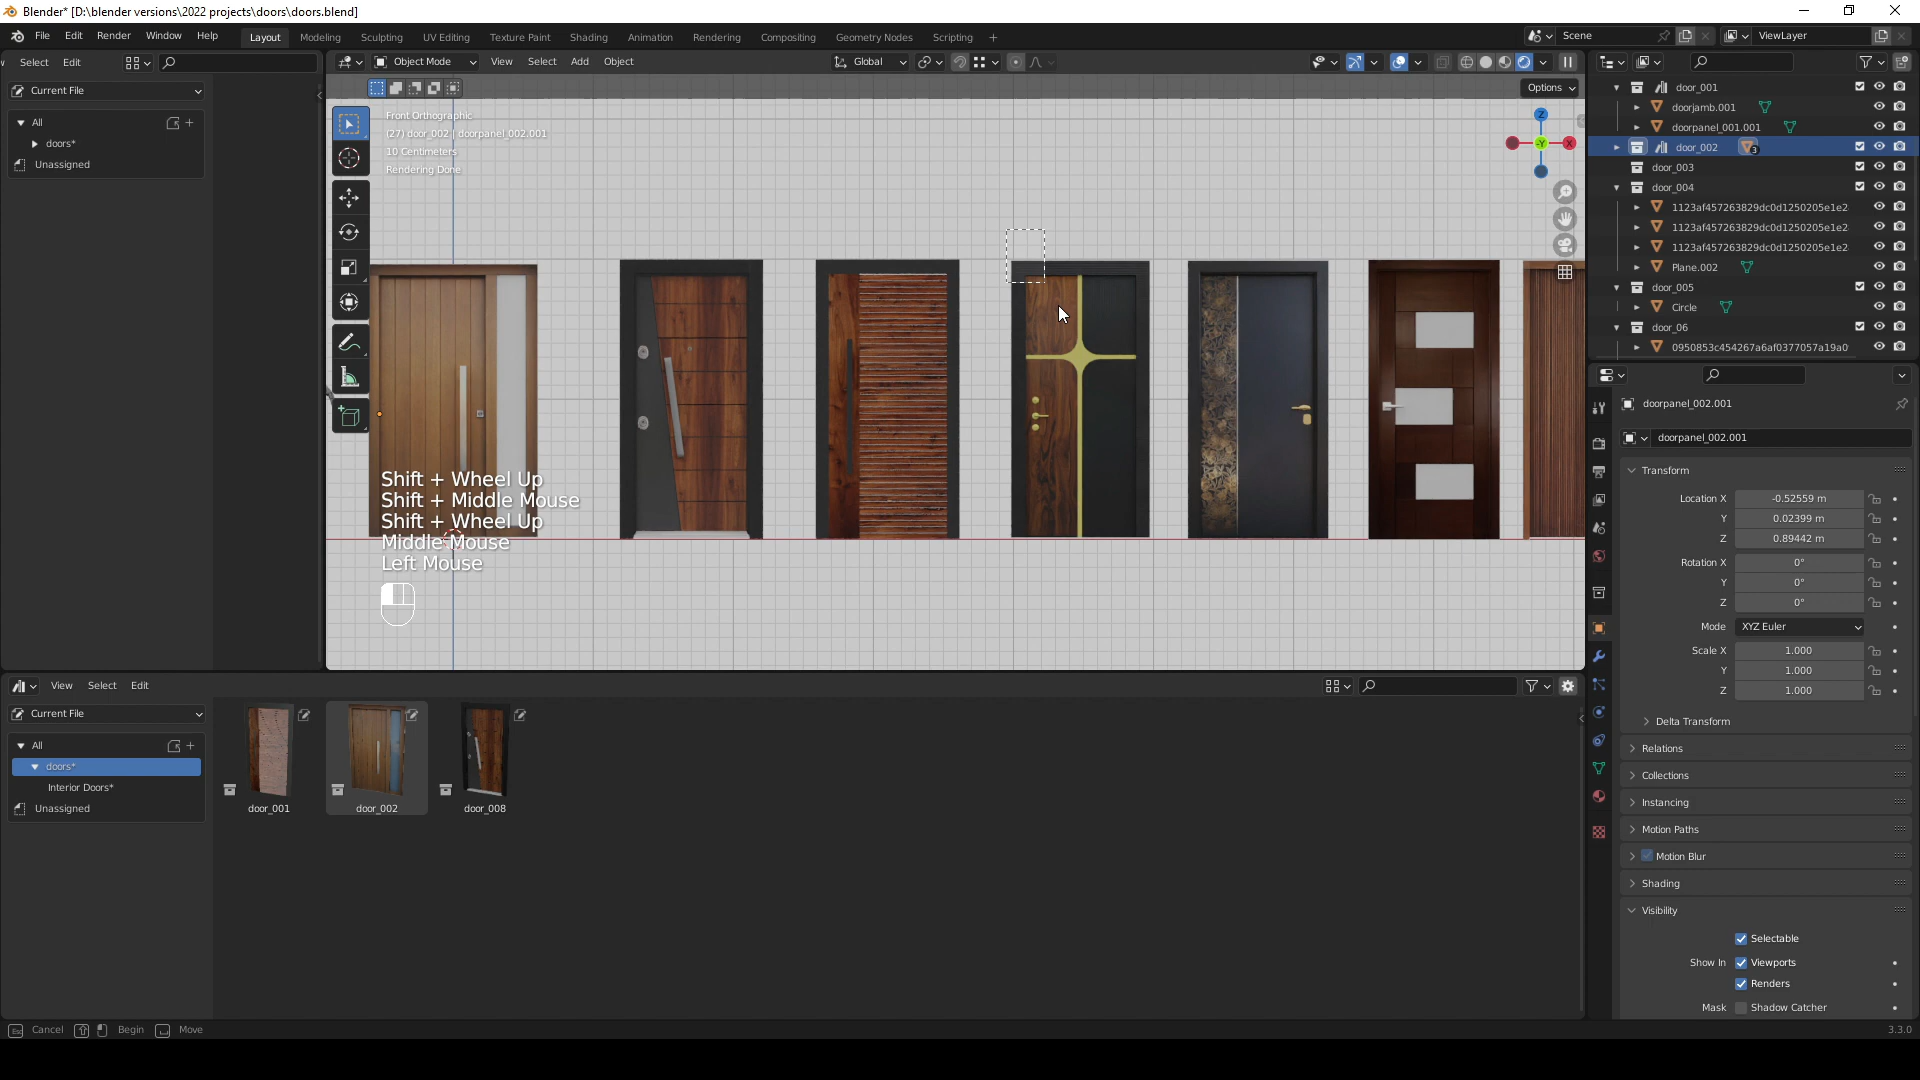 Blender* [D:\blender versions\2022 projects\doors\doors.blend]
File Edit Render Window Help Layout Modeling Sculpting UV Editing Texture Paint Shading Animation Rendering Compositing Geometry Nodes Scripting + Scene ViewLayer
Select Edit
Object Mode View Select Add Object Global
Current File
All
doors*
Unassigned
Options
Front Orthographic
(27) door_002 | doorpanel_002.001
10 Centimeters
Rendering Done
Z
-Y
X
Shift + Wheel Up
Shift + Middle Mouse
Shift + Wheel Up
Middle Mouse
Left Mouse
door_001
doorjamb.001
doorpanel_001.001
door_002 3
door_003
door_004
1123af457263829dc0d1250205e1e2
1123af457263829dc0d1250205e1e2
1123af457263829dc0d1250205e1e2
Plane.002
door_005
Circle
door_06
0950853c454267a6af0377057a19a0
doorpanel_002.001
doorpanel_002.001
Transform
Location X -0.52559 m
Y 0.02399 m
Z 0.89442 m
Rotation X 0°
Y 0°
Z 0°
Mode XYZ Euler
Scale X 1.000
Y 1.000
Z 1.000
Delta Transform
Relations
Collections
Instancing
Motion Paths
Motion Blur
Shading
Visibility
Selectable
Show In Viewports
Renders
Mask Shadow Catcher
View Select Edit
Current File
All
doors*
Interior Doors*
Unassigned
door_001 door_002 door_008
Esc Cancel Begin Move
3.3.0